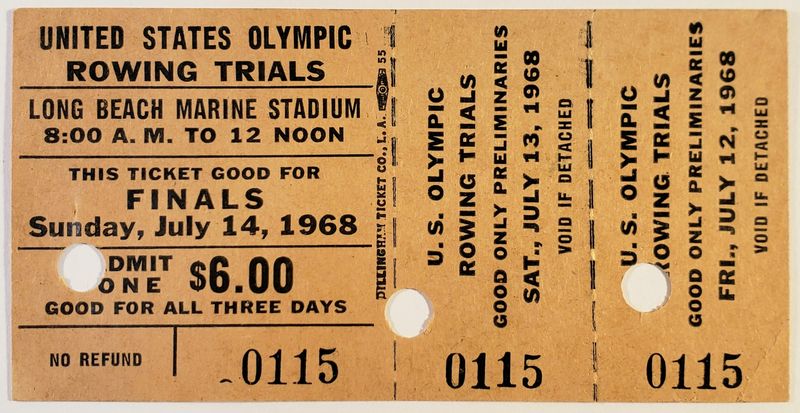 UNITED STATES OLYMPIC
ROWING TRIALS
LONG BEACH MARINE STADIUM
8:00 A. M. TO 12 NOON
THIS TICKET GOOD FOR
FINALS
Sunday, July 14, 1968
DMIT
ONE
$6.00
GOOD FOR ALL THREE DAYS
NO REFUND
0115
DILLINGHAM TICKET CO., L. A. 55
U. S. OLYMPIC
ROWING TRIALS
GOOD ONLY PRELIMINARIES
SAT., JULY 13, 1968
VOID IF DETACHED
0115
U. S. OLYMPIC
ROWING TRIALS
GOOD ONLY PRELIMINARIES
FRI., JULY 12, 1968
VOID IF DETACHED
0115